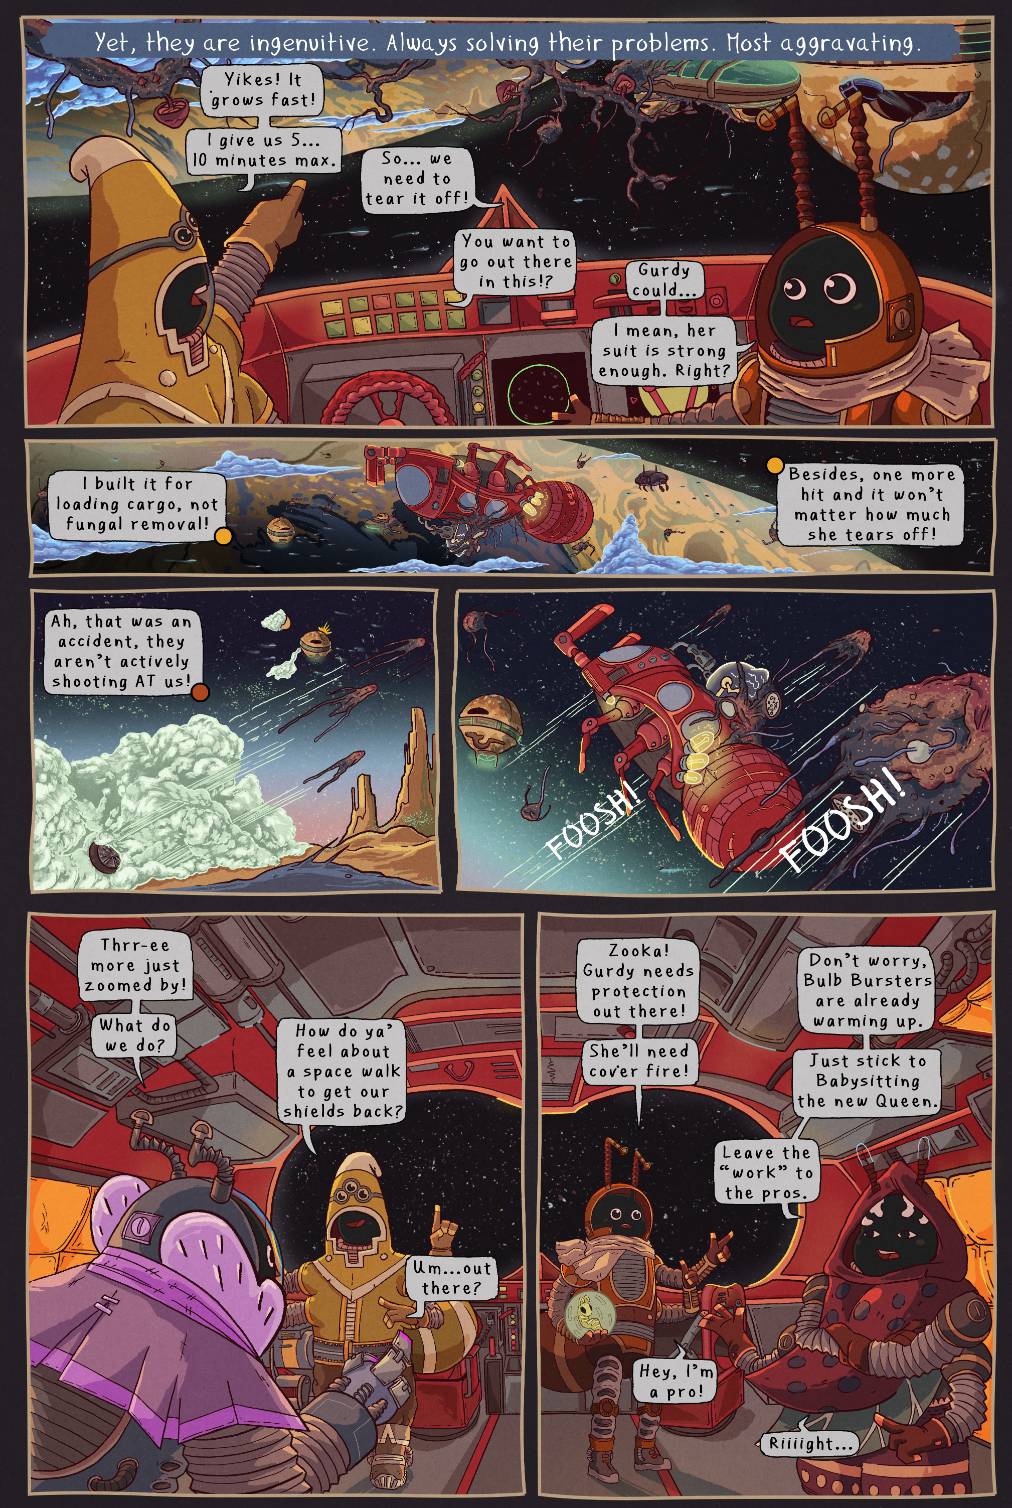 Yet, they are ingenuitive. Always solving their problems. Most aggravating.
Yikes! It
grows fast!
I give us 5...
10 minutes max.
So... we
need to
tear it off!
You want to
go out there
in this!?
Gurdy
could...
I mean, her
suit is strong
enough. Right?
I built it for
loading cargo, not
fungal removal!
Besides, one more
hit and it won't
matter how much
she tears off!
Ah, that was an
accident, they
aren't actively
shooting AT us!
FOOSH!
FOOSH!
Thrr-ee
more just
zoomed by!
What do
we do?
How do ya'
feel about
a space walk
to get our
shields back?
Um...out
there?
Zooka!
Gurdy needs
protection
out there!
She'll need
cover fire!
Don't worry,
Bulb Bursters
are already
warming up.
Just stick to
Babysitting
the new Queen.
Leave the
"work" to
the pros.
Hey, I'm
a pro!
Riiiight...